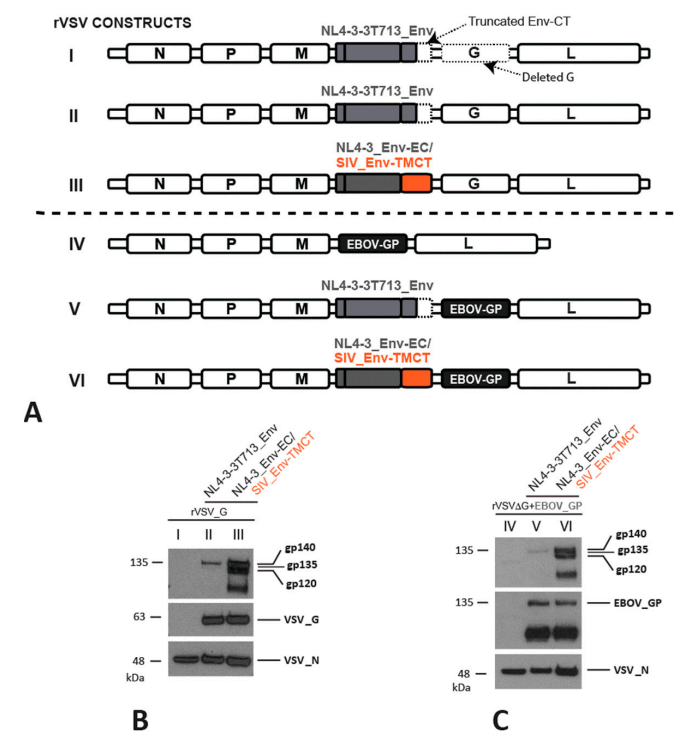 rVSV CONSTRUCTS
Truncated Env-CT
NL4-3-3T713_Env
I N P M G L
Deleted G
NL4-3-3T713_Env
II N P M G L
NL4-3_Env-EC/
SIV_Env-TMCT
III N P M G L
IV N P M EBOV-GP L
NL4-3-3T713_Env
V N P M EBOV-GP L
NL4-3_Env-EC/
SIV_Env-TMCT
VI N P M EBOV-GP L
A
NL4-3-3T713_Env
NL4-3_Env-EC/
SIV_Env-TMCT
rVSV_G
I II III
135
gp140
gp135
gp120
63
VSV_G
48
VSV_N
kDa
B
NL4-3-3T713_Env
NL4-3_Env-EC/
SIV_Env-TMCT
rVSVΔG+EBOV_GP
IV V VI
135
gp140
gp135
gp120
135
EBOV_GP
48
VSV_N
kDa
C